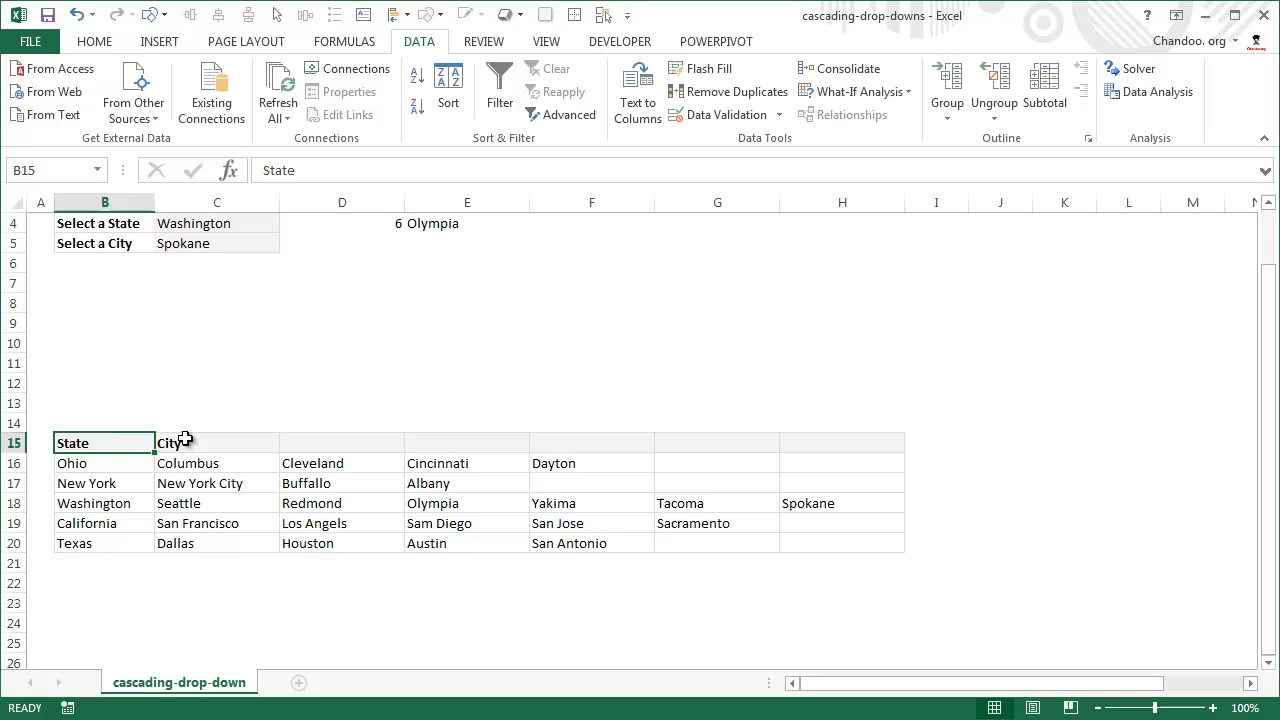 cascading-drop-downs - Excel
FILE HOME INSERT PAGE LAYOUT FORMULAS DATA REVIEW VIEW DEVELOPER POWERPIVOT Chandoo. org
From Access
From Web
From Text
From Other Sources
Existing Connections
Get External Data
Refresh All
Connections
Properties
Edit Links
Connections
Sort
Filter
Clear
Reapply
Advanced
Sort & Filter
Text to Columns
Flash Fill
Remove Duplicates
Data Validation
Consolidate
What-If Analysis
Relationships
Data Tools
Group
Ungroup
Subtotal
Outline
Solver
Data Analysis
Analysis
B15 fx State
A B C D E F G H I J K L M N
4 Select a State Washington 6 Olympia
5 Select a City Spokane
6
7
8
9
10
11
12
13
14
15 State City
16 Ohio Columbus Cleveland Cincinnati Dayton
17 New York New York City Buffallo Albany
18 Washington Seattle Redmond Olympia Yakima Tacoma Spokane
19 California San Francisco Los Angels Sam Diego San Jose Sacramento
20 Texas Dallas Houston Austin San Antonio
21
22
23
24
25
26
cascading-drop-down
READY 100%